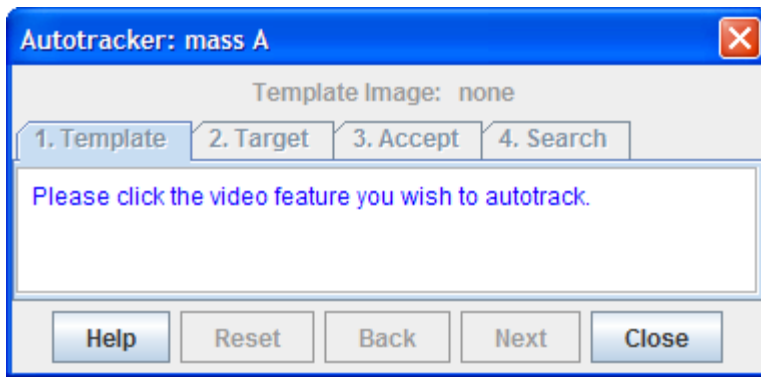 Autotracker: mass A
Template Image: none
1. Template 2. Target 3. Accept 4. Search
Please click the video feature you wish to autotrack.
Help Reset Back Next Close